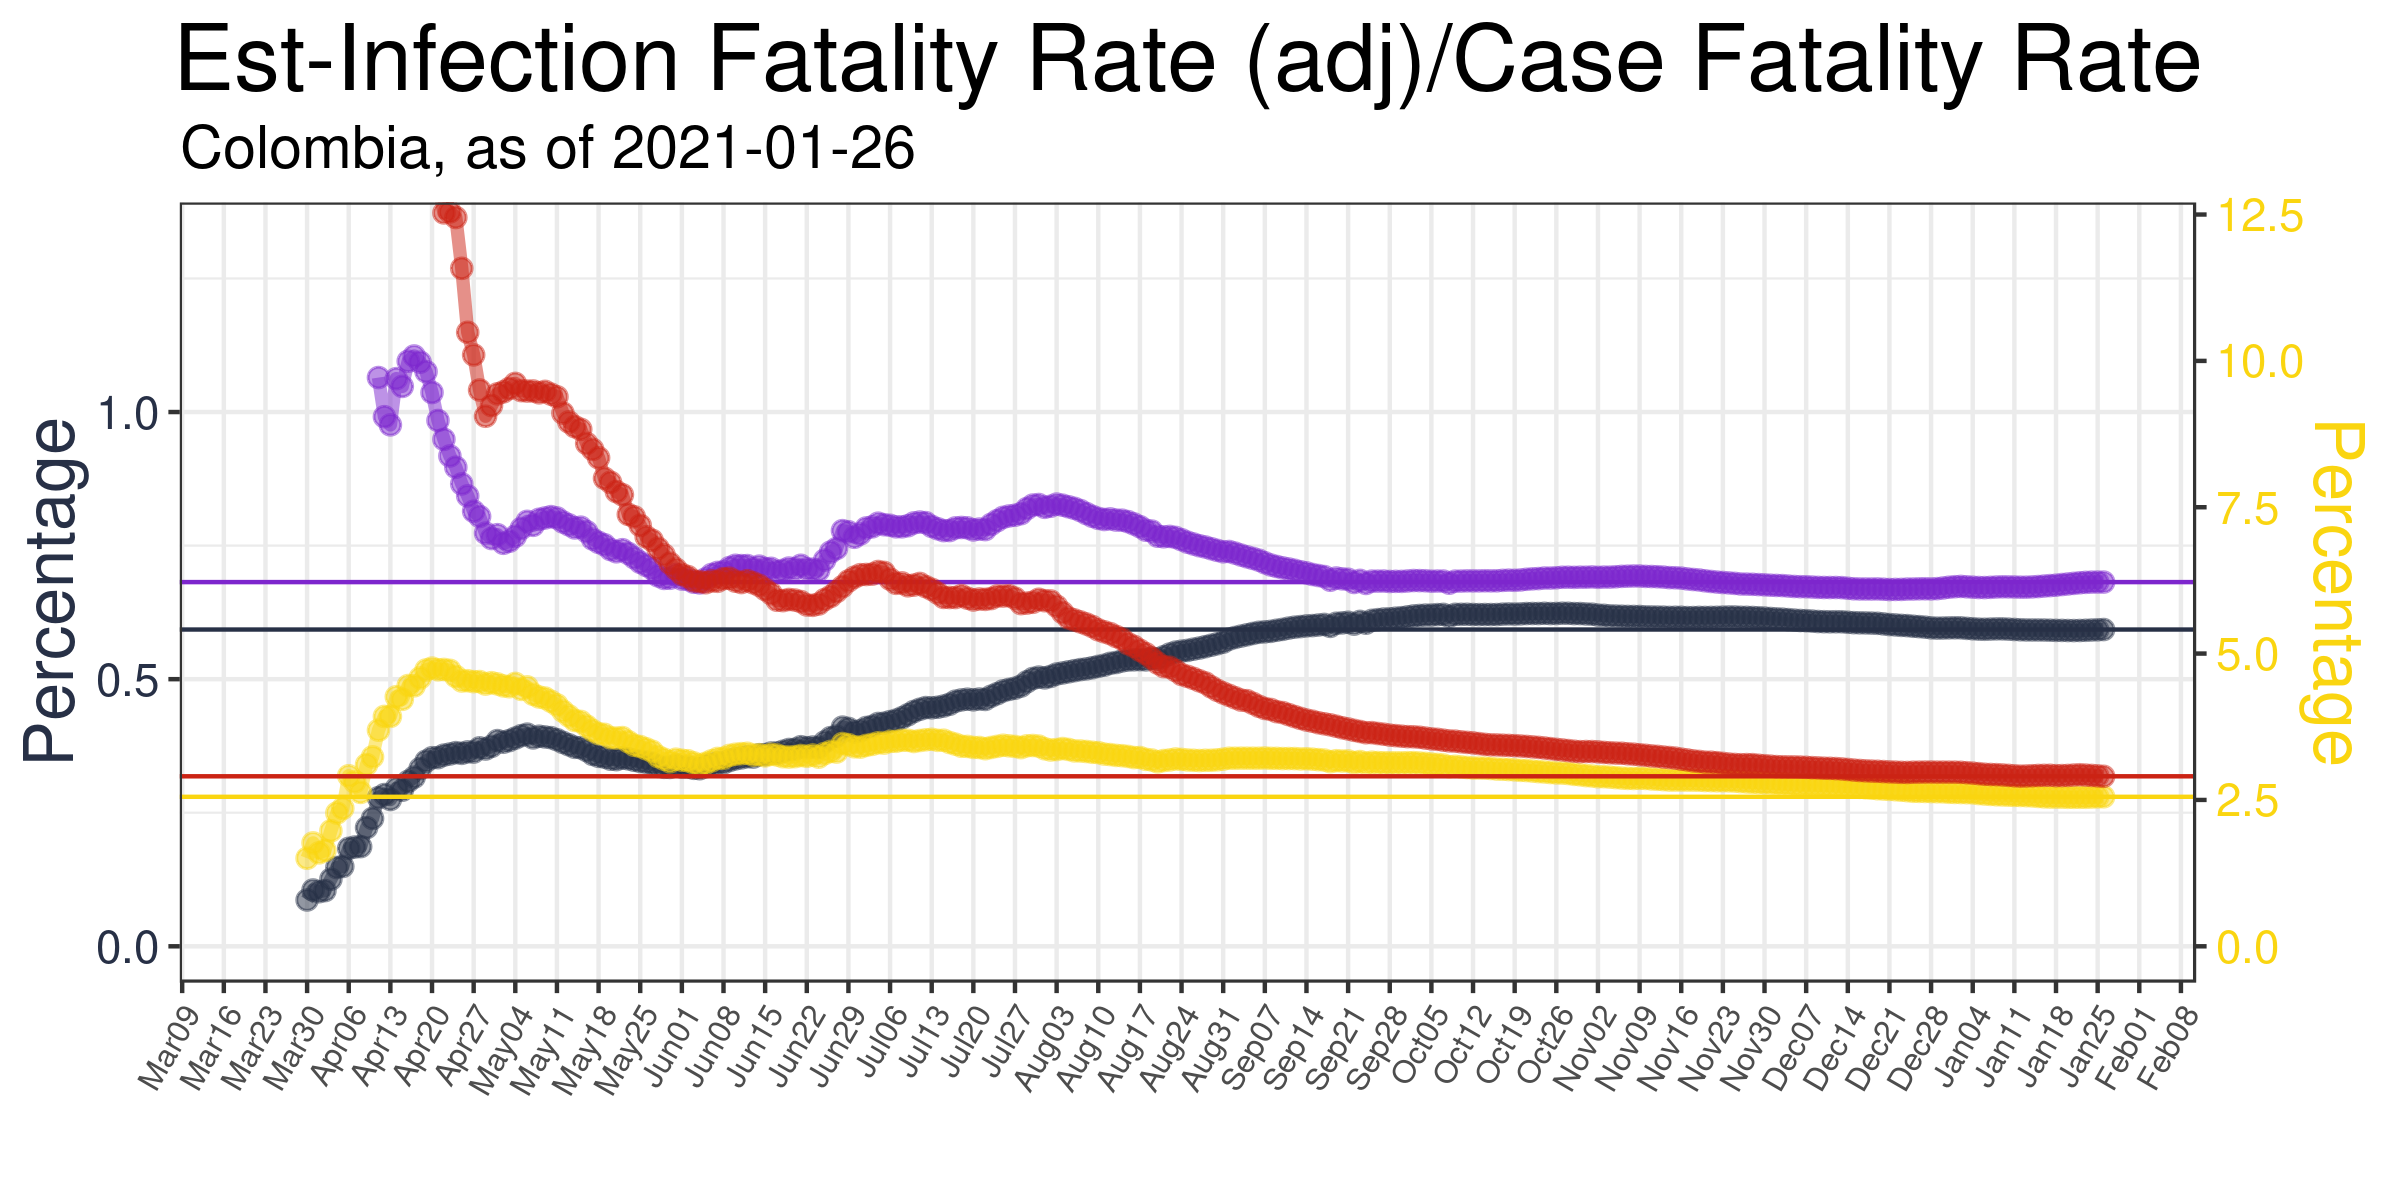 Est-Infection Fatality Rate (adj)/Case Fatality Rate
Colombia, as of 2021-01-26
Percentage
1.0
0.5
0.0
12.5
10.0
7.5
5.0
2.5
0.0
Percentage
Mar09
Mar16
Mar23
Mar30
Apr06
Apr13
Apr20
Apr27
May04
May11
May18
May25
Jun01
Jun08
Jun15
Jun22
Jun29
Jul06
Jul13
Jul20
Jul27
Aug03
Aug10
Aug17
Aug24
Aug31
Sep07
Sep14
Sep21
Sep28
Oct05
Oct12
Oct19
Oct26
Nov02
Nov09
Nov16
Nov23
Nov30
Dec07
Dec14
Dec21
Dec28
Jan04
Jan11
Jan18
Jan25
Feb01
Feb08